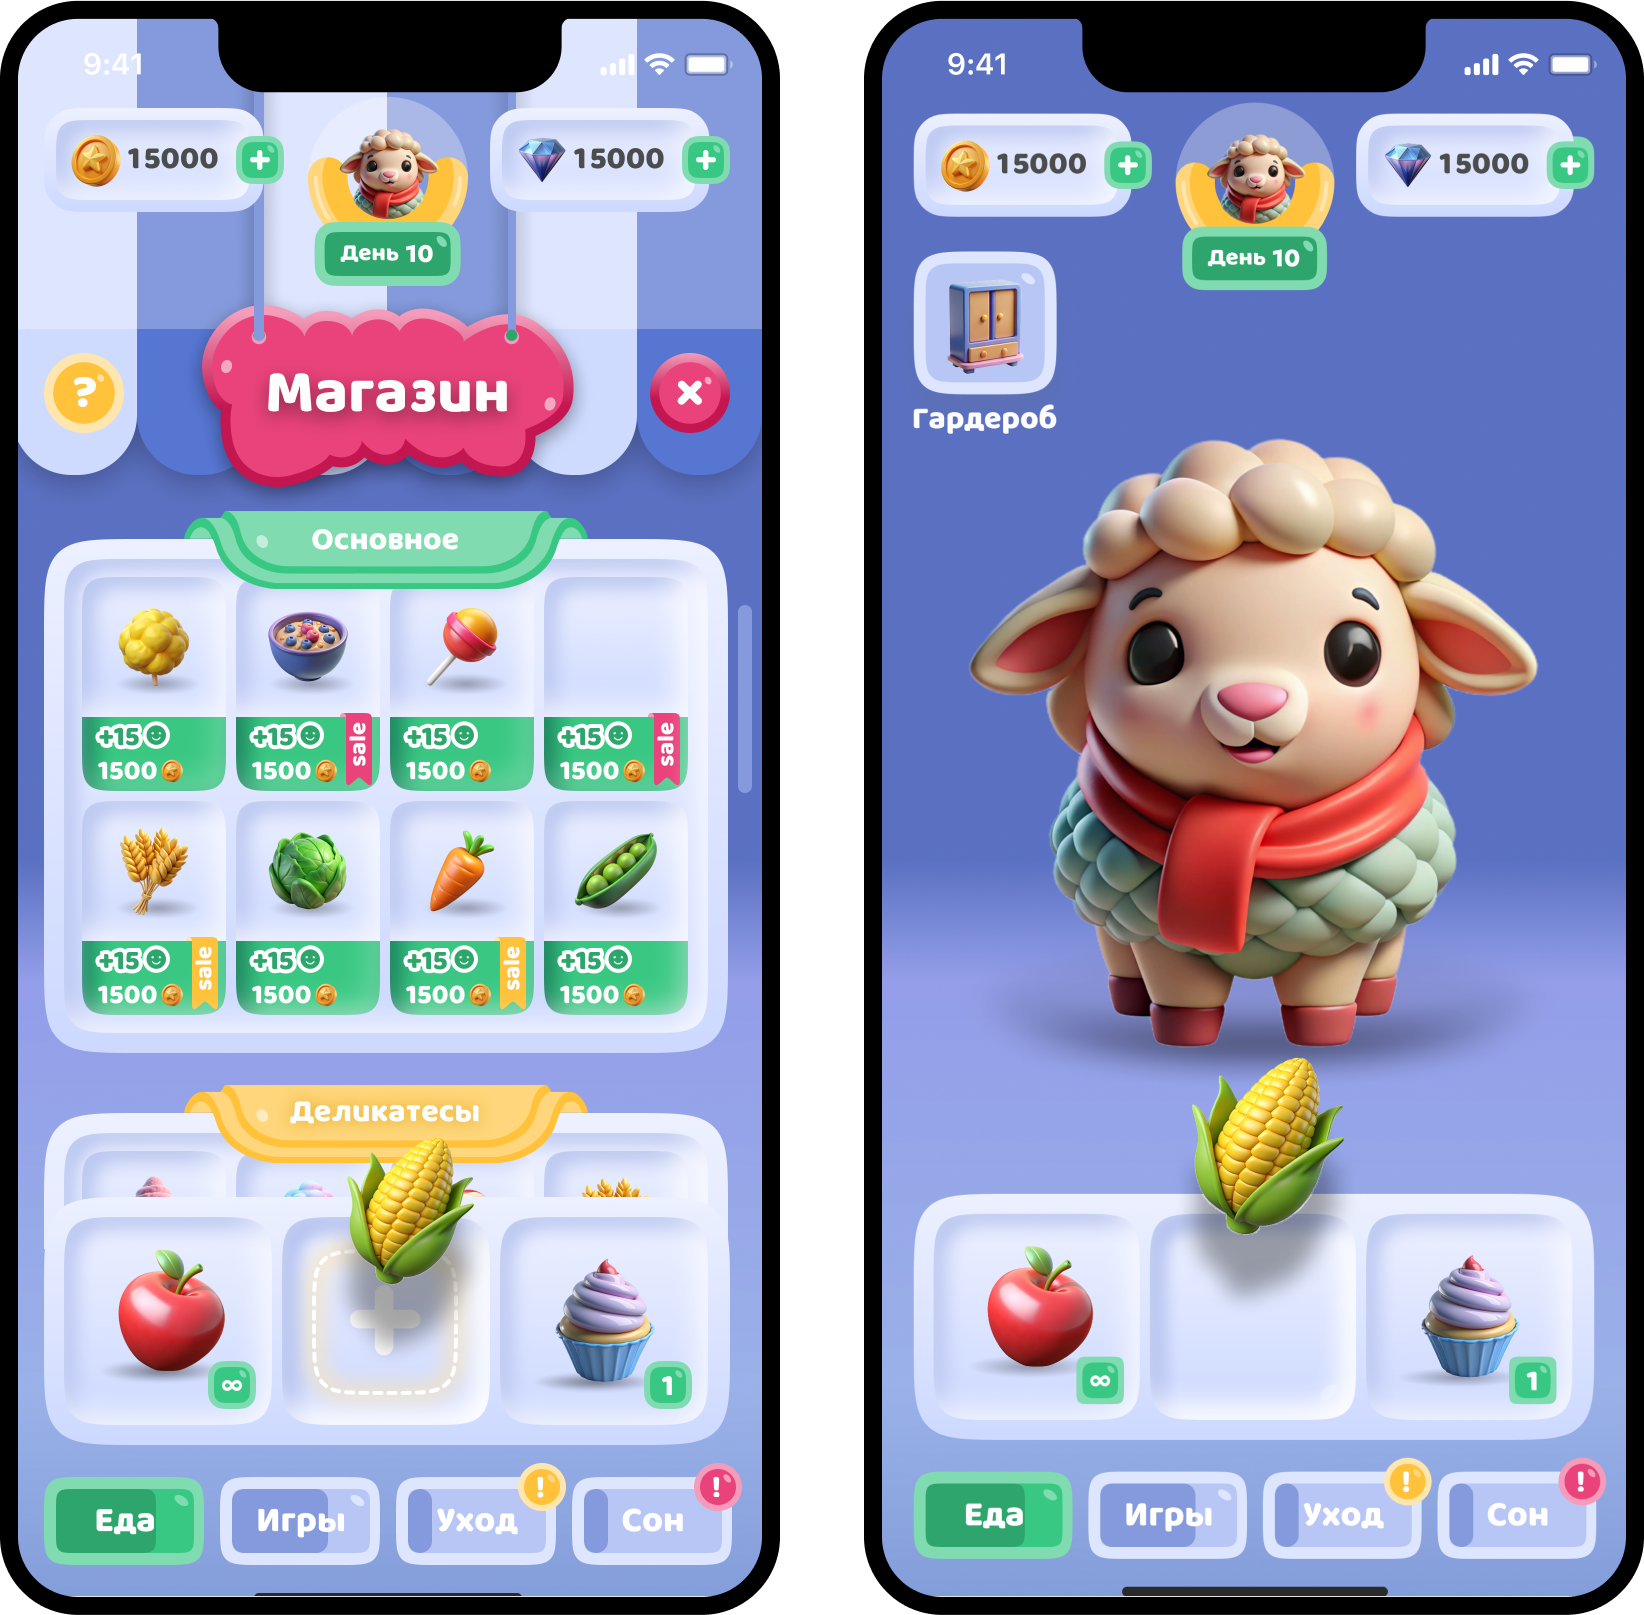 9:41
15000
15000
День 10
?
Магазин
Основное
+15
+15
sale
+15
+15
sale
1500
1500
1500
1500
+15
sale
+15
+15
sale
+15
1500
1500
1500
1500
Деликатесы
∞
1
!
!
Еда
Игры
Уход
Сон
9:41
15000
15000
День 10
Гардероб
∞
1
!
!
Еда
Игры
Уход
Сон